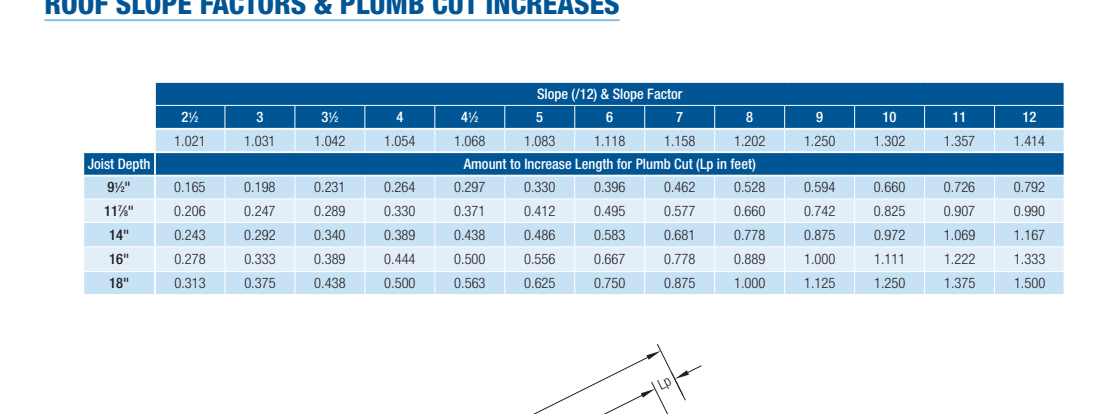 ROOF SLOPE FACTORS & PLUMB CUT INCREASES
Slope (/12) & Slope Factor
2½ 3 3½ 4 4½ 5 6 7 8 9 10 11 12
1.021 1.031 1.042 1.054 1.068 1.083 1.118 1.158 1.202 1.250 1.302 1.357 1.414
Joist Depth Amount to Increase Length for Plumb Cut (Lp in feet)
9½" 0.165 0.198 0.231 0.264 0.297 0.330 0.396 0.462 0.528 0.594 0.660 0.726 0.792
11⅞" 0.206 0.247 0.289 0.330 0.371 0.412 0.495 0.577 0.660 0.742 0.825 0.907 0.990
14" 0.243 0.292 0.340 0.389 0.438 0.486 0.583 0.681 0.778 0.875 0.972 1.069 1.167
16" 0.278 0.333 0.389 0.444 0.500 0.556 0.667 0.778 0.889 1.000 1.111 1.222 1.333
18" 0.313 0.375 0.438 0.500 0.563 0.625 0.750 0.875 1.000 1.125 1.250 1.375 1.500
Lp